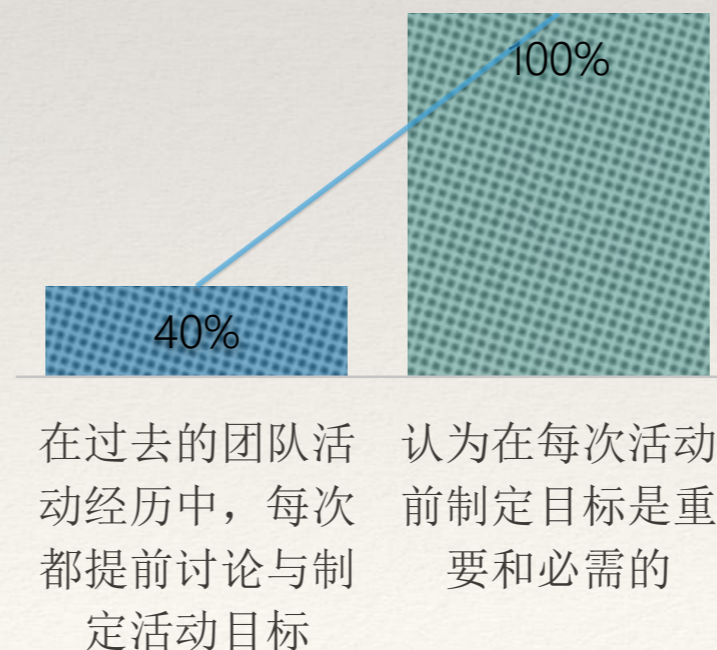 100%
40%
在过去的团队活
动经历中，每次
都提前讨论与制
定活动目标
认为在每次活动
前制定目标是重
要和必需的